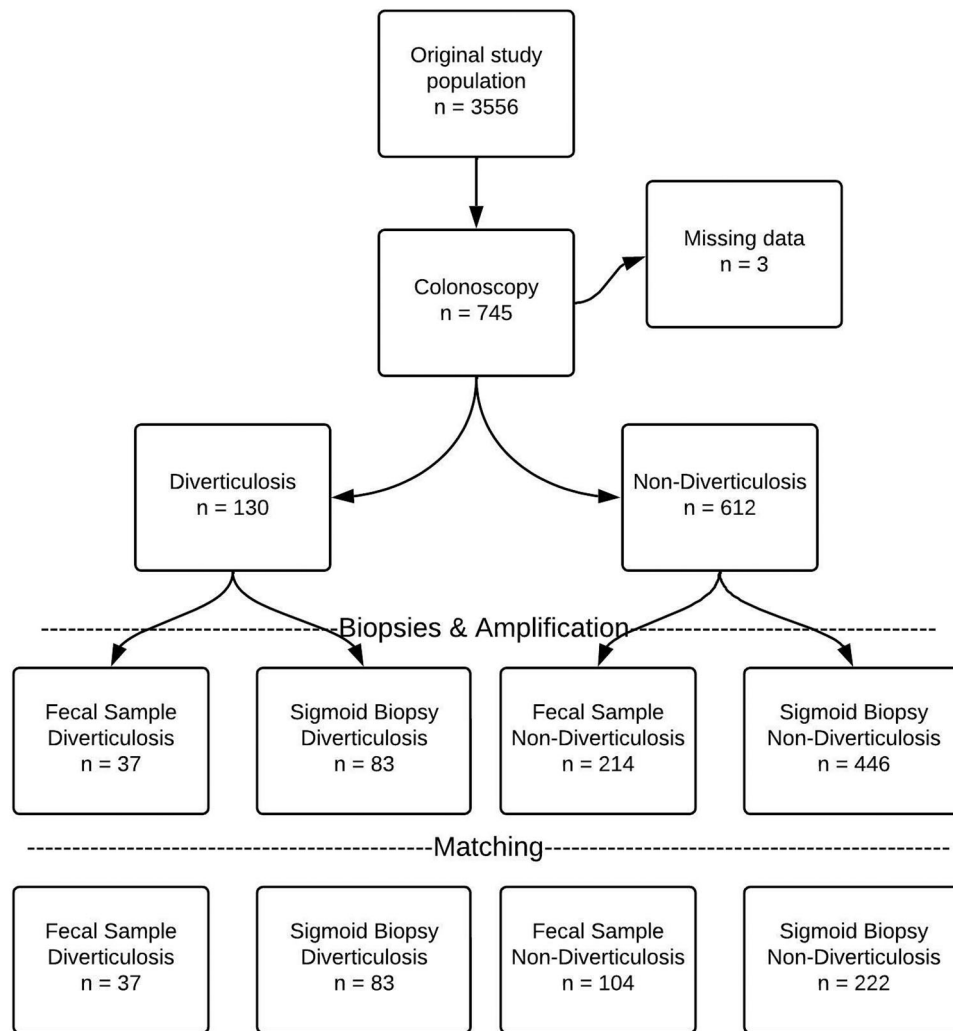 Original study
population
n = 3556
Missing data
n = 3
Colonoscopy
n = 745
Diverticulosis
n = 130
Non-Diverticulosis
n = 612
Biopsies & Amplification
Fecal Sample
Diverticulosis
n = 37
Sigmoid Biopsy
Diverticulosis
n = 83
Fecal Sample
Non-Diverticulosis
n = 214
Sigmoid Biopsy
Non-Diverticulosis
n = 446
Matching
Fecal Sample
Diverticulosis
n = 37
Sigmoid Biopsy
Diverticulosis
n = 83
Fecal Sample
Non-Diverticulosis
n = 104
Sigmoid Biopsy
Non-Diverticulosis
n = 222